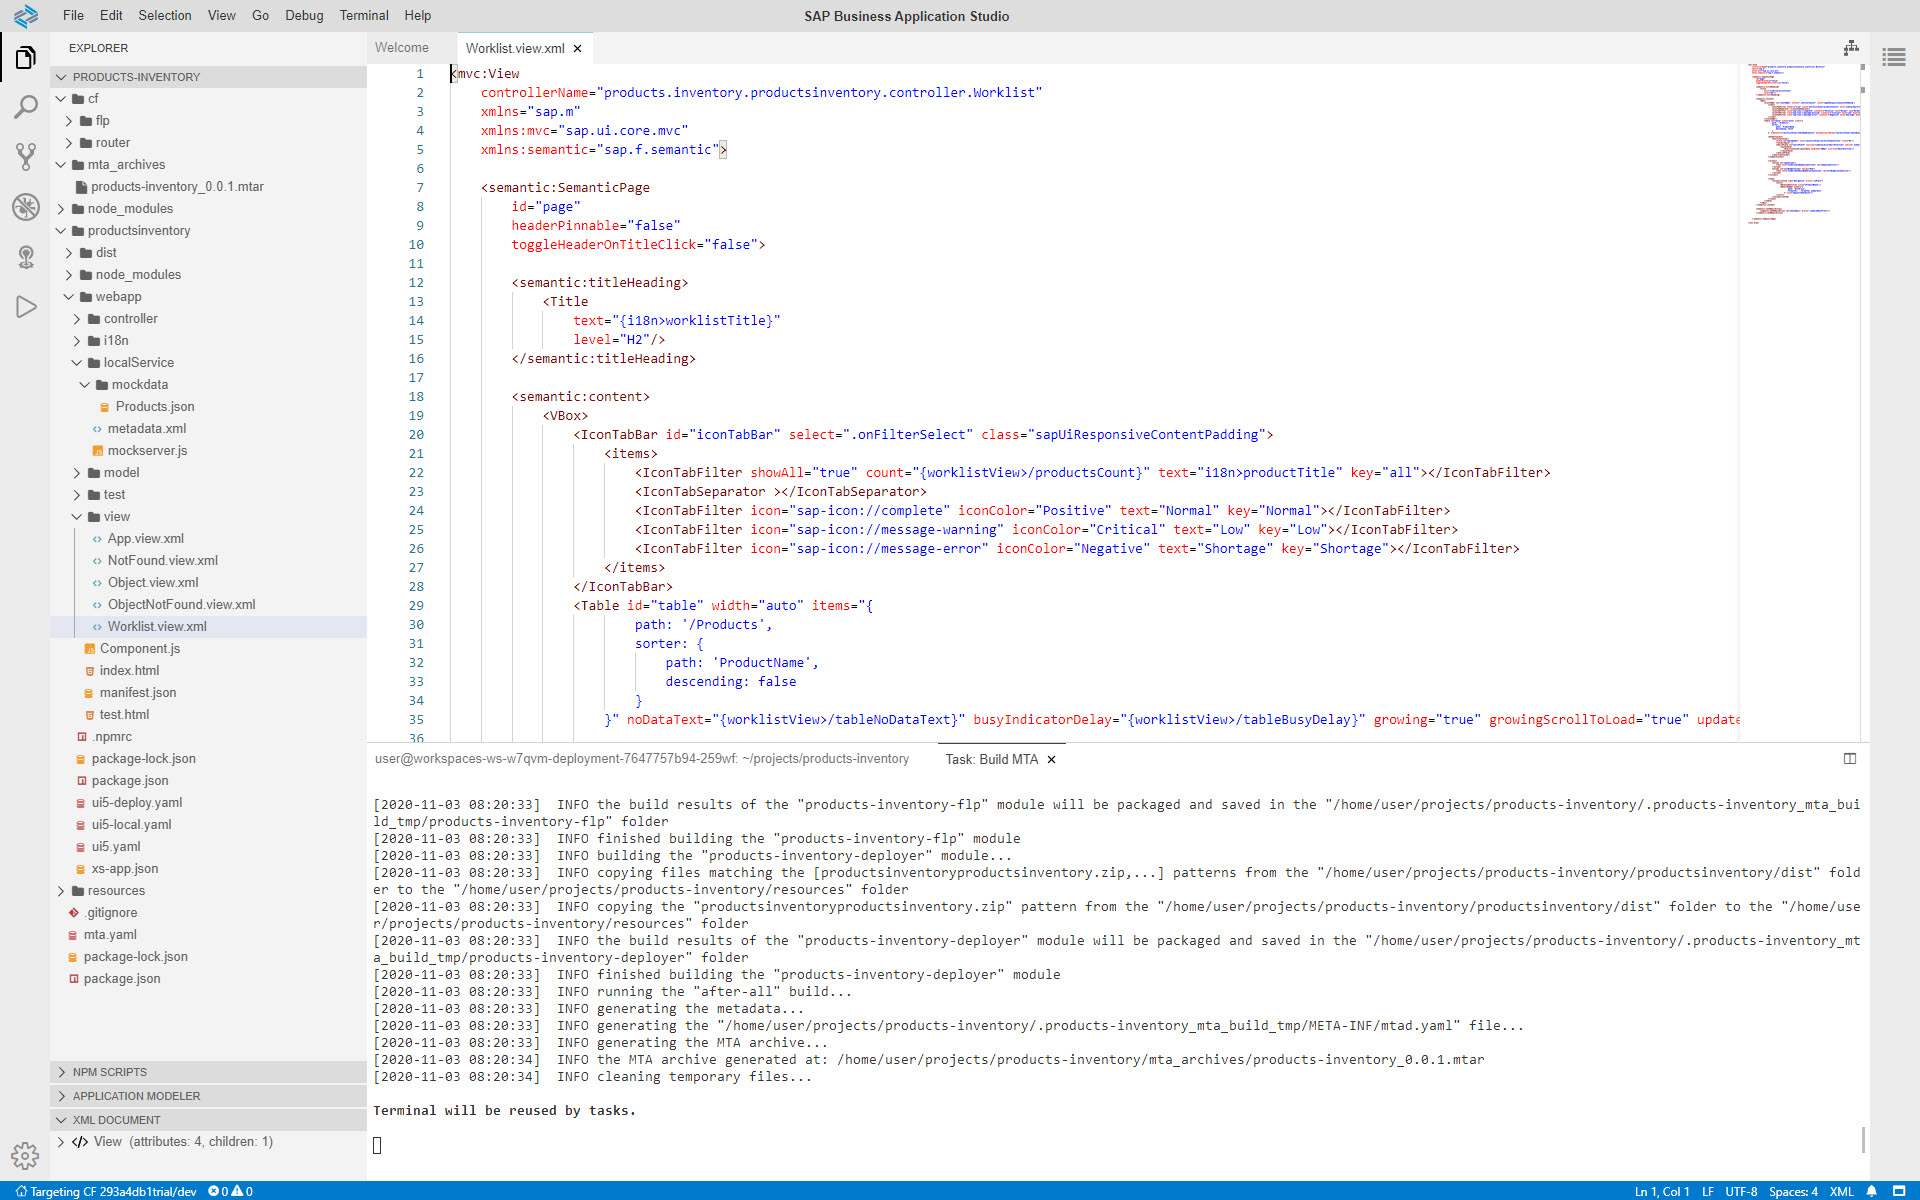 File Edit Selection View Go Debug Terminal Help
SAP Business Application Studio
EXPLORER
PRODUCTS-INVENTORY
cf
flp
router
mta_archives
products-inventory_0.0.1.mtar
node_modules
productsinventory
dist
node_modules
webapp
controller
i18n
localService
mockdata
Products.json
metadata.xml
mockserver.js
model
test
view
App.view.xml
NotFound.view.xml
Object.view.xml
ObjectNotFound.view.xml
Worklist.view.xml
Component.js
index.html
manifest.json
test.html
.npmrc
package-lock.json
package.json
ui5-deploy.yaml
ui5-local.yaml
ui5.yaml
xs-app.json
resources
.gitignore
mta.yaml
package-lock.json
package.json
NPM SCRIPTS
APPLICATION MODELER
XML DOCUMENT
View (attributes: 4, children: 1)
Welcome Worklist.view.xml
1 <mvc:View
2 controllerName="products.inventory.productsinventory.controller.Worklist"
3 xmlns="sap.m"
4 xmlns:mvc="sap.ui.core.mvc"
5 xmlns:semantic="sap.f.semantic">
6
7 <semantic:SemanticPage
8 id="page"
9 headerPinnable="false"
10 toggleHeaderOnTitleClick="false">
11
12 <semantic:titleHeading>
13 <Title
14 text="{i18n>worklistTitle}"
15 level="H2"/>
16 </semantic:titleHeading>
17
18 <semantic:content>
19 <VBox>
20 <IconTabBar id="iconTabBar" select=".onFilterSelect" class="sapUiResponsiveContentPadding">
21 <items>
22 <IconTabFilter showAll="true" count="{worklistView>/productsCount}" text="i18n>productTitle" key="all"></IconTabFilter>
23 <IconTabSeparator ></IconTabSeparator>
24 <IconTabFilter icon="sap-icon://complete" iconColor="Positive" text="Normal" key="Normal"></IconTabFilter>
25 <IconTabFilter icon="sap-icon://message-warning" iconColor="Critical" text="Low" key="Low"></IconTabFilter>
26 <IconTabFilter icon="sap-icon://message-error" iconColor="Negative" text="Shortage" key="Shortage"></IconTabFilter>
27 </items>
28 </IconTabBar>
29 <Table id="table" width="auto" items="{
30 path: '/Products',
31 sorter: {
32 path: 'ProductName',
33 descending: false
34 }
35 }" noDataText="{worklistView>/tableNoDataText}" busyIndicatorDelay="{worklistView>/tableBusyDelay}" growing="true" growingScrollToLoad="true" update
36
user@workspaces-ws-w7qvm-deployment-7647757b94-259wf: ~/projects/products-inventory Task: Build MTA
[2020-11-03 08:20:33] INFO the build results of the "products-inventory-flp" module will be packaged and saved in the "/home/user/projects/products-inventory/.products-inventory_mta_bui
ld_tmp/products-inventory-flp" folder
[2020-11-03 08:20:33] INFO finished building the "products-inventory-flp" module
[2020-11-03 08:20:33] INFO building the "products-inventory-deployer" module...
[2020-11-03 08:20:33] INFO copying files matching the [productsinventoryproductsinventory.zip,...] patterns from the "/home/user/projects/products-inventory/productsinventory/dist" fold
er to the "/home/user/projects/products-inventory/resources" folder
[2020-11-03 08:20:33] INFO copying the "productsinventoryproductsinventory.zip" pattern from the "/home/user/projects/products-inventory/productsinventory/dist" folder to the "/home/use
r/projects/products-inventory/resources" folder
[2020-11-03 08:20:33] INFO the build results of the "products-inventory-deployer" module will be packaged and saved in the "/home/user/projects/products-inventory/.products-inventory_mt
a_build_tmp/products-inventory-deployer" folder
[2020-11-03 08:20:33] INFO finished building the "products-inventory-deployer" module
[2020-11-03 08:20:33] INFO running the "after-all" build...
[2020-11-03 08:20:33] INFO generating the metadata...
[2020-11-03 08:20:33] INFO generating the "/home/user/projects/products-inventory/.products-inventory_mta_build_tmp/META-INF/mtad.yaml" file...
[2020-11-03 08:20:33] INFO generating the MTA archive...
[2020-11-03 08:20:34] INFO the MTA archive generated at: /home/user/projects/products-inventory/mta_archives/products-inventory_0.0.1.mtar
[2020-11-03 08:20:34] INFO cleaning temporary files...
Terminal will be reused by tasks.
Targeting CF 293a4db1trial/dev 0 0
Ln 1, Col 1 LF UTF-8 Spaces: 4 XML